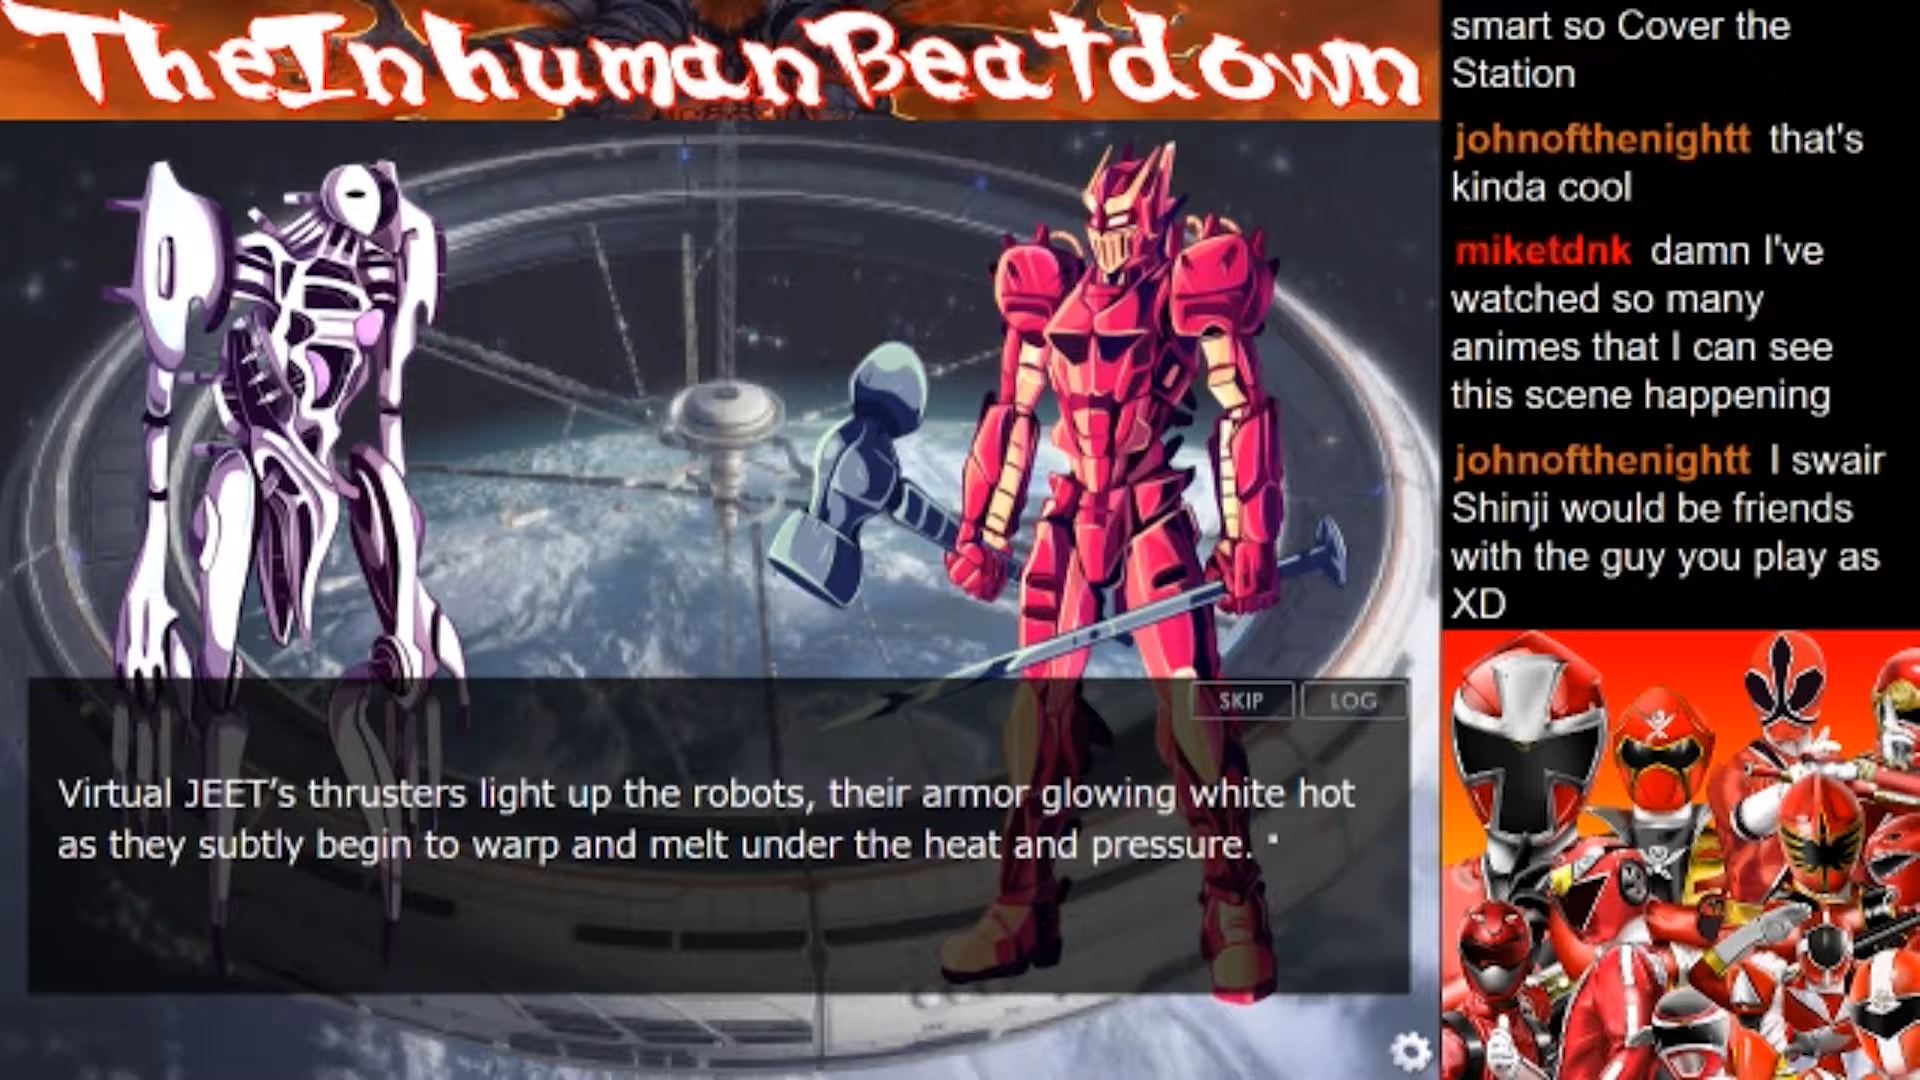 TheInhumanBeatdown
smart so Cover the
Station
johnofthenightt that's
kinda cool
miketdnk damn I've
watched so many
animes that I can see
this scene happening
johnofthenightt I swair
Shinji would be friends
with the guy you play as
XD
SKIP LOG
Virtual JEET’s thrusters light up the robots, their armor glowing white hot
as they subtly begin to warp and melt under the heat and pressure.